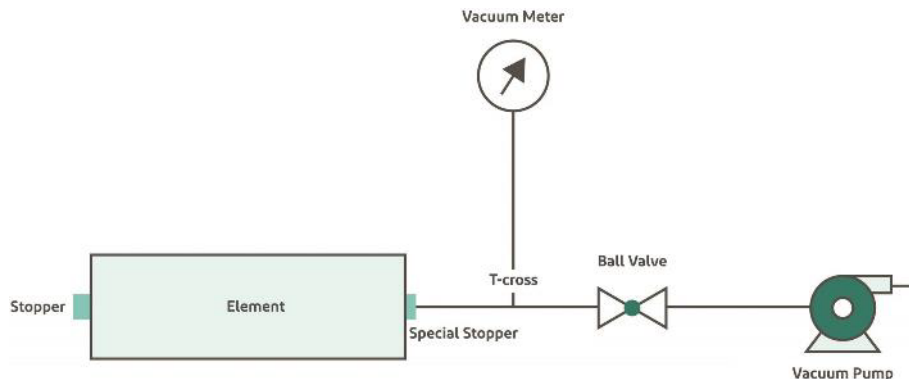 Vacuum Meter
T-cross
Ball Valve
Stopper
Element
Special Stopper
Vacuum Pump